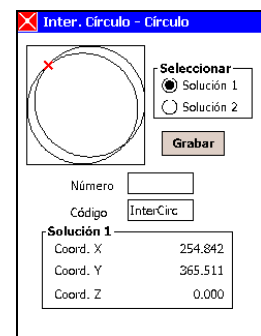 Inter. Círculo - Círculo
Seleccionar
Solución 1
Solución 2
Grabar
Número
Código InterCirc
Solución 1
Coord. X 254.842
Coord. Y 365.511
Coord. Z 0.000